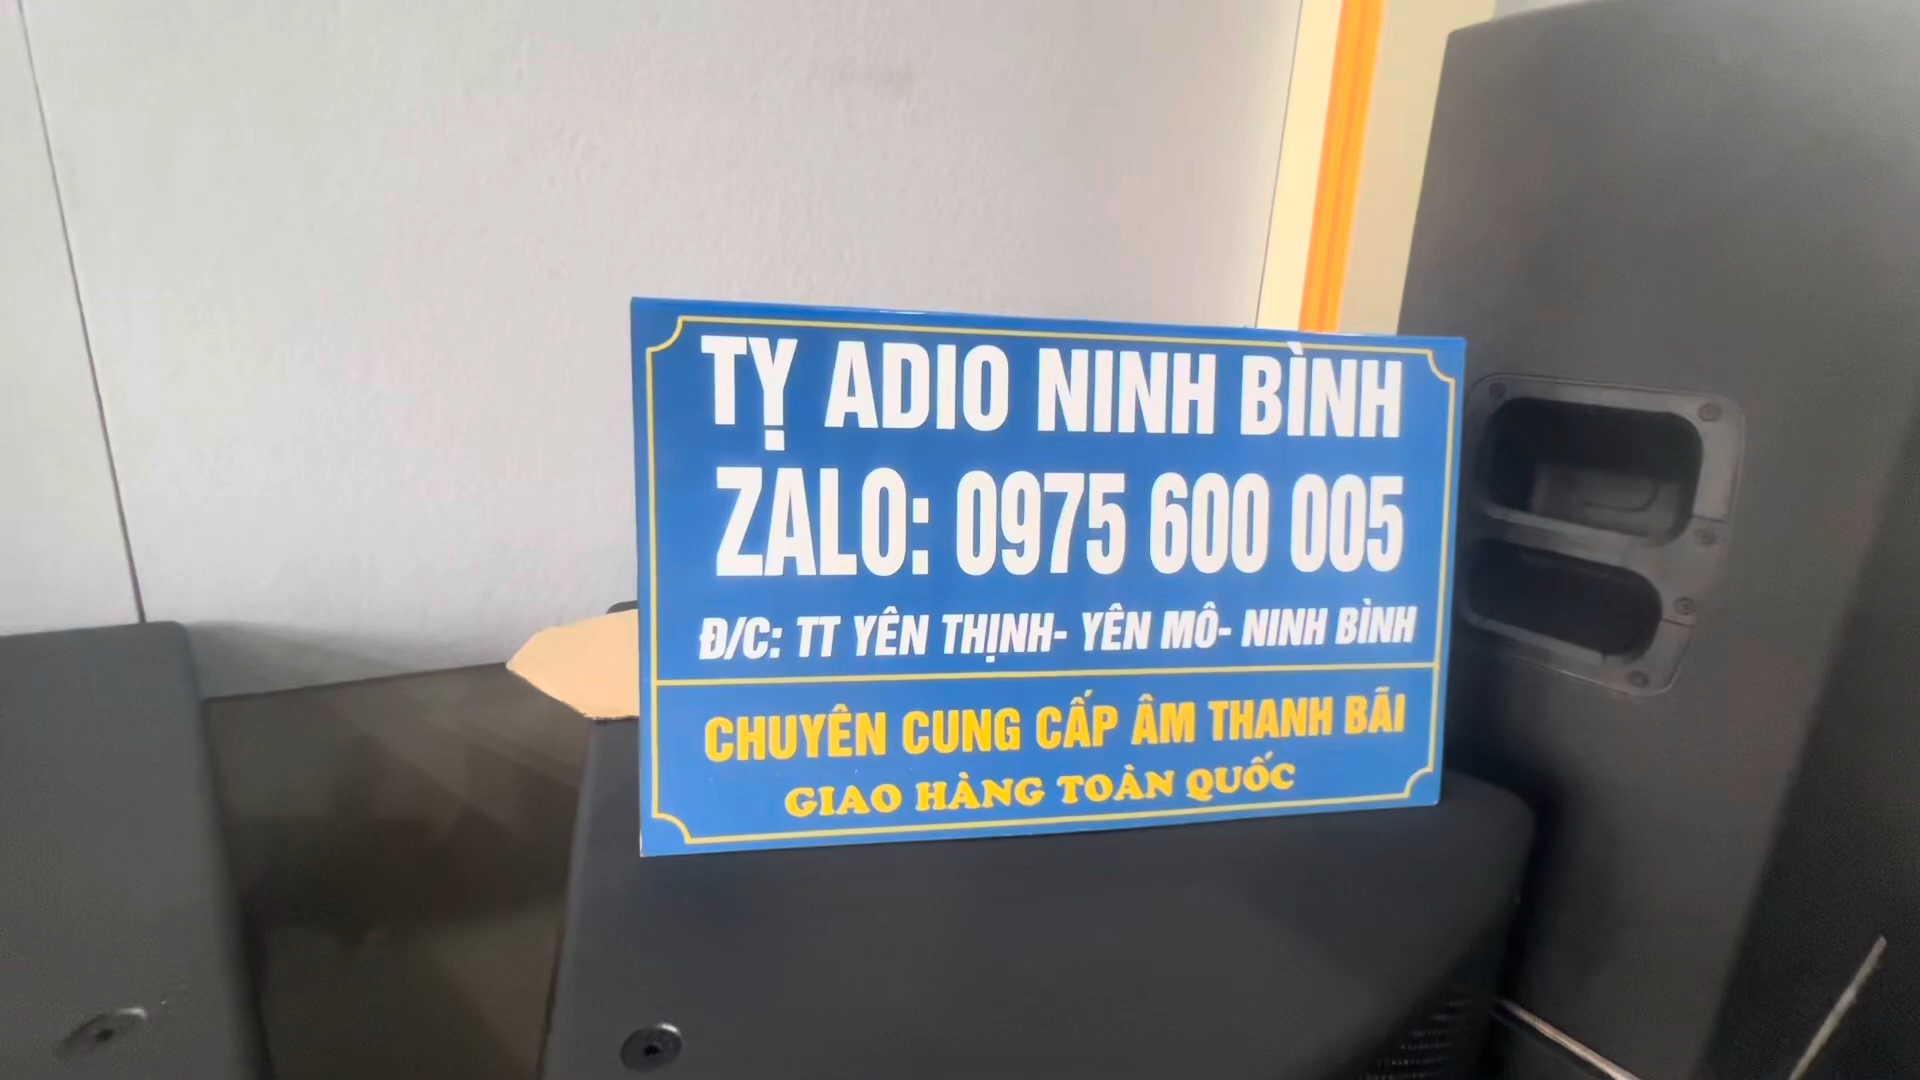 TỴ ADIO NINH BÌNH
ZALO: 0975 600 005
Đ/C: TT YÊN THỊNH- YÊN MÔ- NINH BÌNH
CHUYÊN CUNG CẤP ÂM THANH BÃI
GIAO HÀNG TOÀN QUỐC